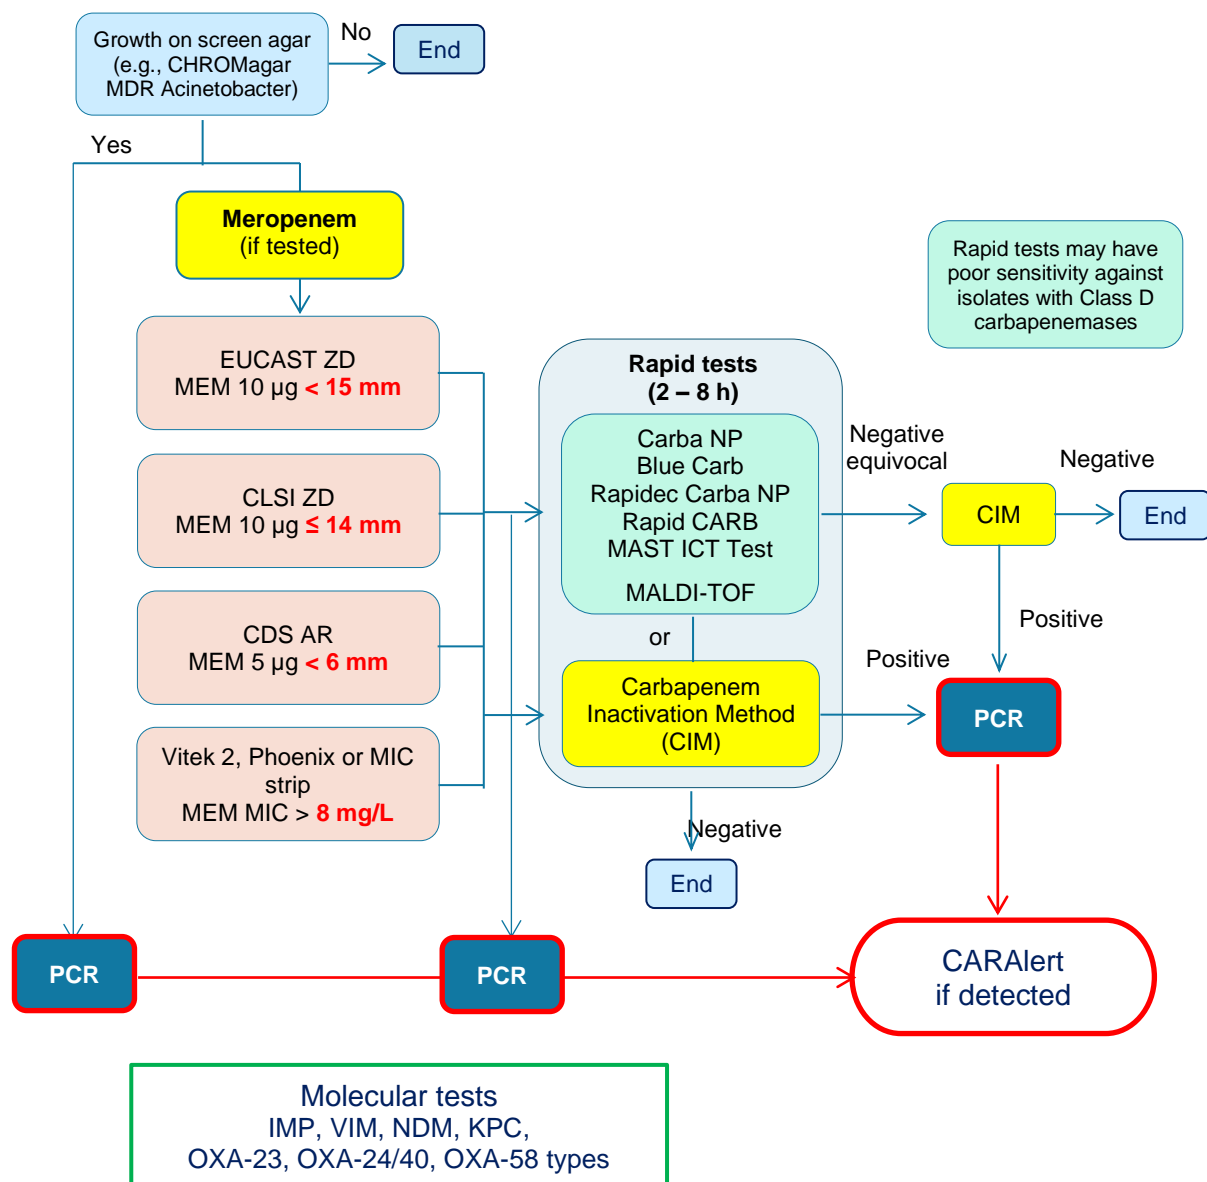 Growth on screen agar
(e.g., CHROMagar
MDR Acinetobacter)
No
End
Yes
Meropenem
(if tested)
Rapid tests may have
poor sensitivity against
isolates with Class D
carbapenemases
EUCAST ZD
MEM 10 µg < 15 mm
CLSI ZD
MEM 10 µg ≤ 14 mm
CDS AR
MEM 5 µg < 6 mm
Vitek 2, Phoenix or MIC
strip
MEM MIC > 8 mg/L
Rapid tests
(2 – 8 h)
Carba NP
Blue Carb
Rapidec Carba NP
Rapid CARB
MAST ICT Test
MALDI-TOF
or
Carbapenem
Inactivation Method
(CIM)
Negative
equivocal
CIM
Negative
End
Positive
Positive
PCR
Negative
End
PCR
PCR
CARAlert
if detected
Molecular tests
IMP, VIM, NDM, KPC,
OXA-23, OXA-24/40, OXA-58 types